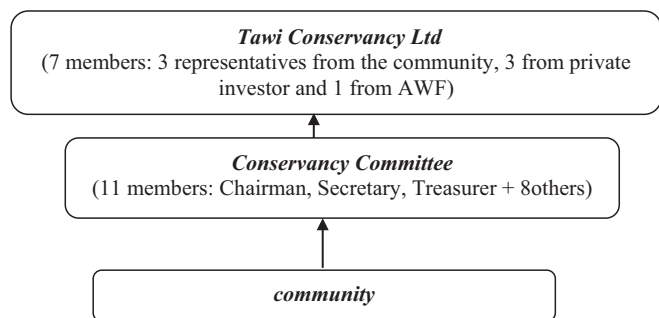 Tawi Conservancy Ltd
(7 members: 3 representatives from the community, 3 from private
investor and 1 from AWF)
Conservancy Committee
(11 members: Chairman, Secretary, Treasurer + 8others)
community